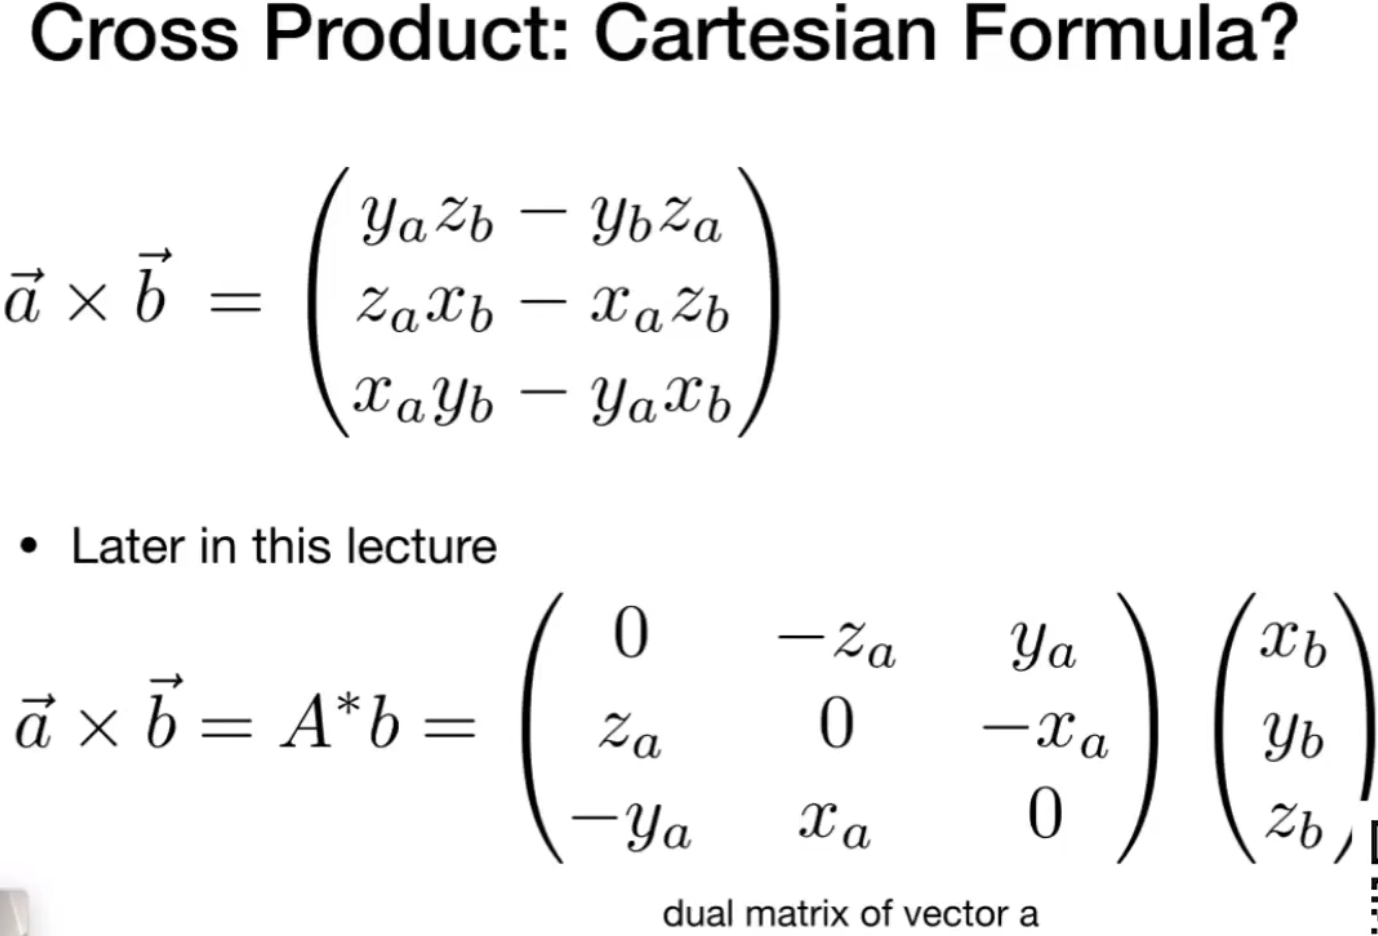 Cross Product: Cartesian Formula?
$\vec{a} \times \vec{b} = \begin{pmatrix} y_a z_b - y_b z_a \\ z_a x_b - x_a z_b \\ x_a y_b - y_a x_b \end{pmatrix}$
• Later in this lecture
$\vec{a} \times \vec{b} = A^* b = \begin{pmatrix} 0 & -z_a & y_a \\ z_a & 0 & -x_a \\ -y_a & x_a & 0 \end{pmatrix} \begin{pmatrix} x_b \\ y_b \\ z_b \end{pmatrix}$
dual matrix of vector a